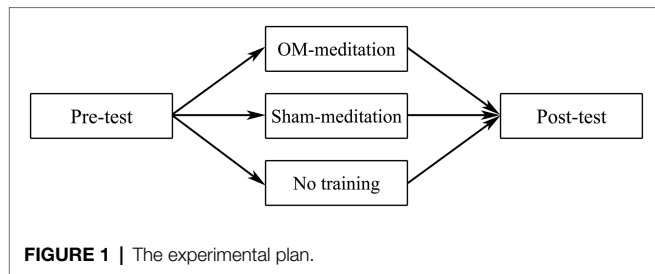 OM-meditation
Pre-test
Sham-meditation
Post-test
No training
FIGURE 1 | The experimental plan.